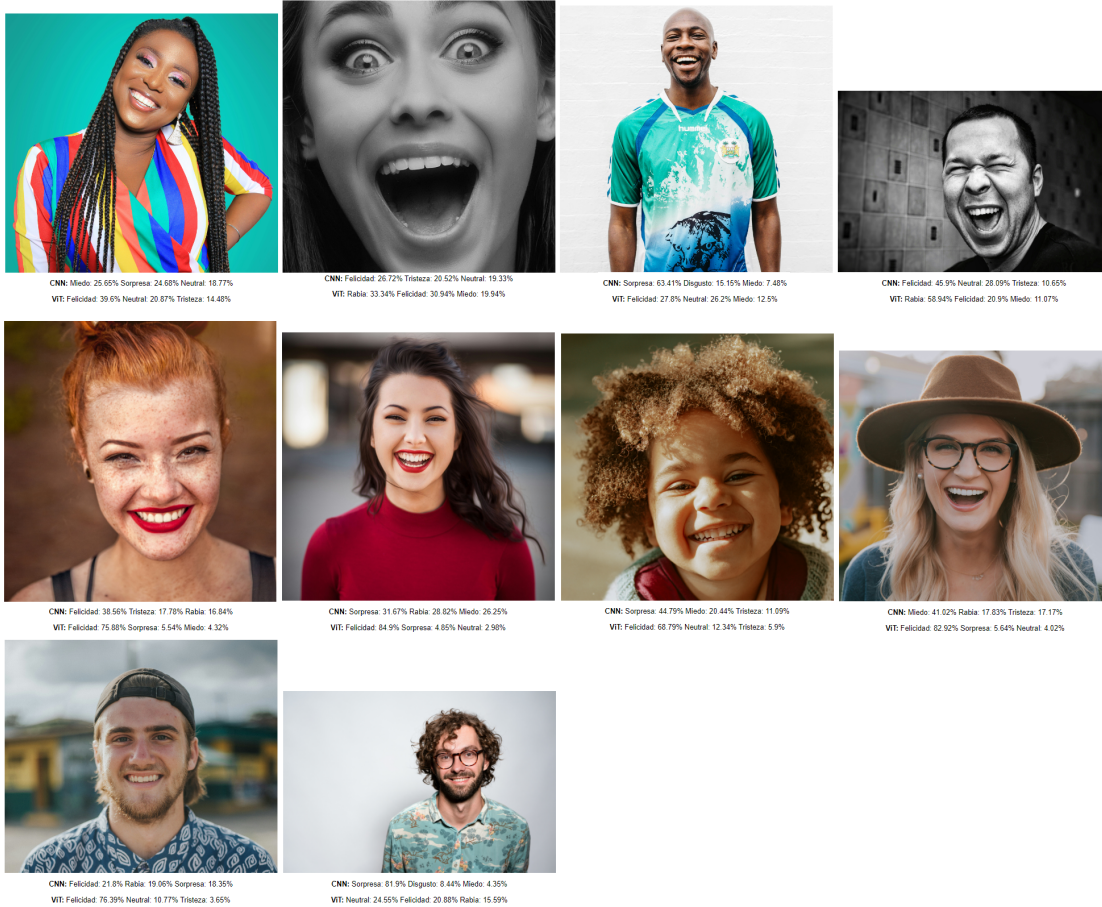 hummel
CNN: Miedo: 25.65% Sorpresa: 24.68% Neutral: 18.77%
ViT: Felicidad: 39.6% Neutral: 20.87% Tristeza: 14.48%
CNN: Felicidad: 26.72% Tristeza: 20.52% Neutral: 19.33%
ViT: Rabia: 33.34% Felicidad: 30.94% Miedo: 19.94%
CNN: Sorpresa: 63.41% Disgusto: 15.15% Miedo: 7.48%
ViT: Felicidad: 27.8% Neutral: 26.2% Miedo: 12.5%
CNN: Felicidad: 45.9% Neutral: 28.09% Tristeza: 10.65%
ViT: Rabia: 58.94% Felicidad: 20.9% Miedo: 11.07%
CNN: Felicidad: 38.56% Tristeza: 17.78% Rabia: 16.84%
ViT: Felicidad: 75.88% Sorpresa: 5.54% Miedo: 4.32%
CNN: Sorpresa: 31.67% Rabia: 28.82% Miedo: 26.25%
ViT: Felicidad: 84.9% Sorpresa: 4.85% Neutral: 2.98%
CNN: Sorpresa: 44.79% Miedo: 20.44% Tristeza: 11.09%
ViT: Felicidad: 68.79% Neutral: 12.34% Tristeza: 5.9%
CNN: Miedo: 41.02% Rabia: 17.83% Tristeza: 17.17%
ViT: Felicidad: 82.92% Sorpresa: 5.64% Neutral: 4.02%
CNN: Felicidad: 21.8% Rabia: 19.06% Sorpresa: 18.35%
ViT: Felicidad: 76.39% Neutral: 10.77% Tristeza: 3.65%
CNN: Sorpresa: 81.9% Disgusto: 8.44% Miedo: 4.35%
ViT: Neutral: 24.55% Felicidad: 20.88% Rabia: 15.59%